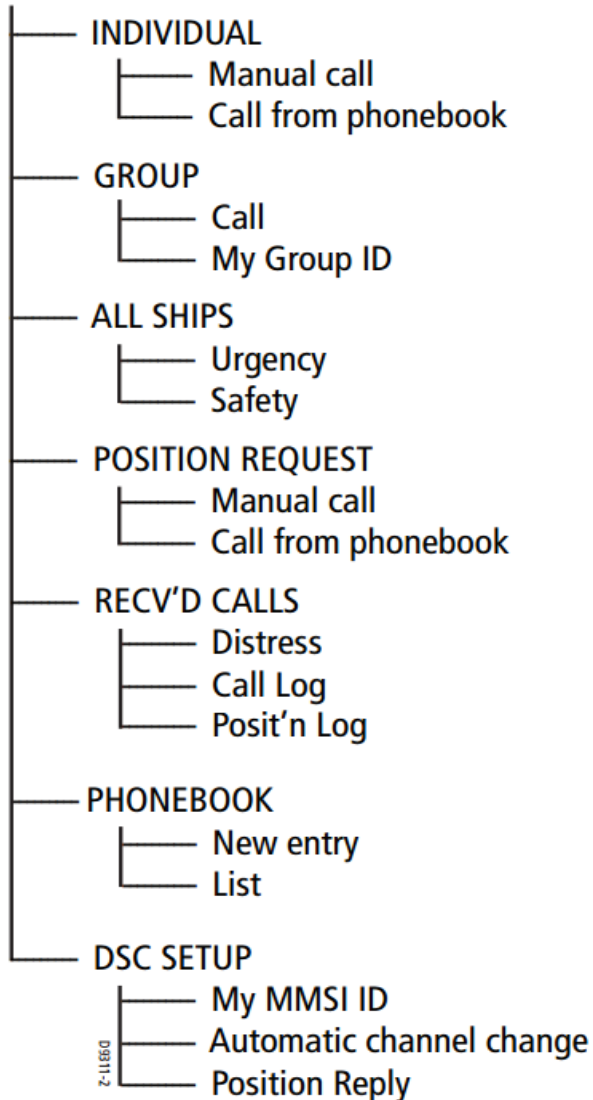 INDIVIDUAL
Manual call
Call from phonebook
GROUP
Call
My Group ID
ALL SHIPS
Urgency
Safety
POSITION REQUEST
Manual call
Call from phonebook
RECV'D CALLS
Distress
Call Log
Posit'n Log
PHONEBOOK
New entry
List
DSC SETUP
My MMSI ID
Automatic channel change
Position Reply
D9311-2